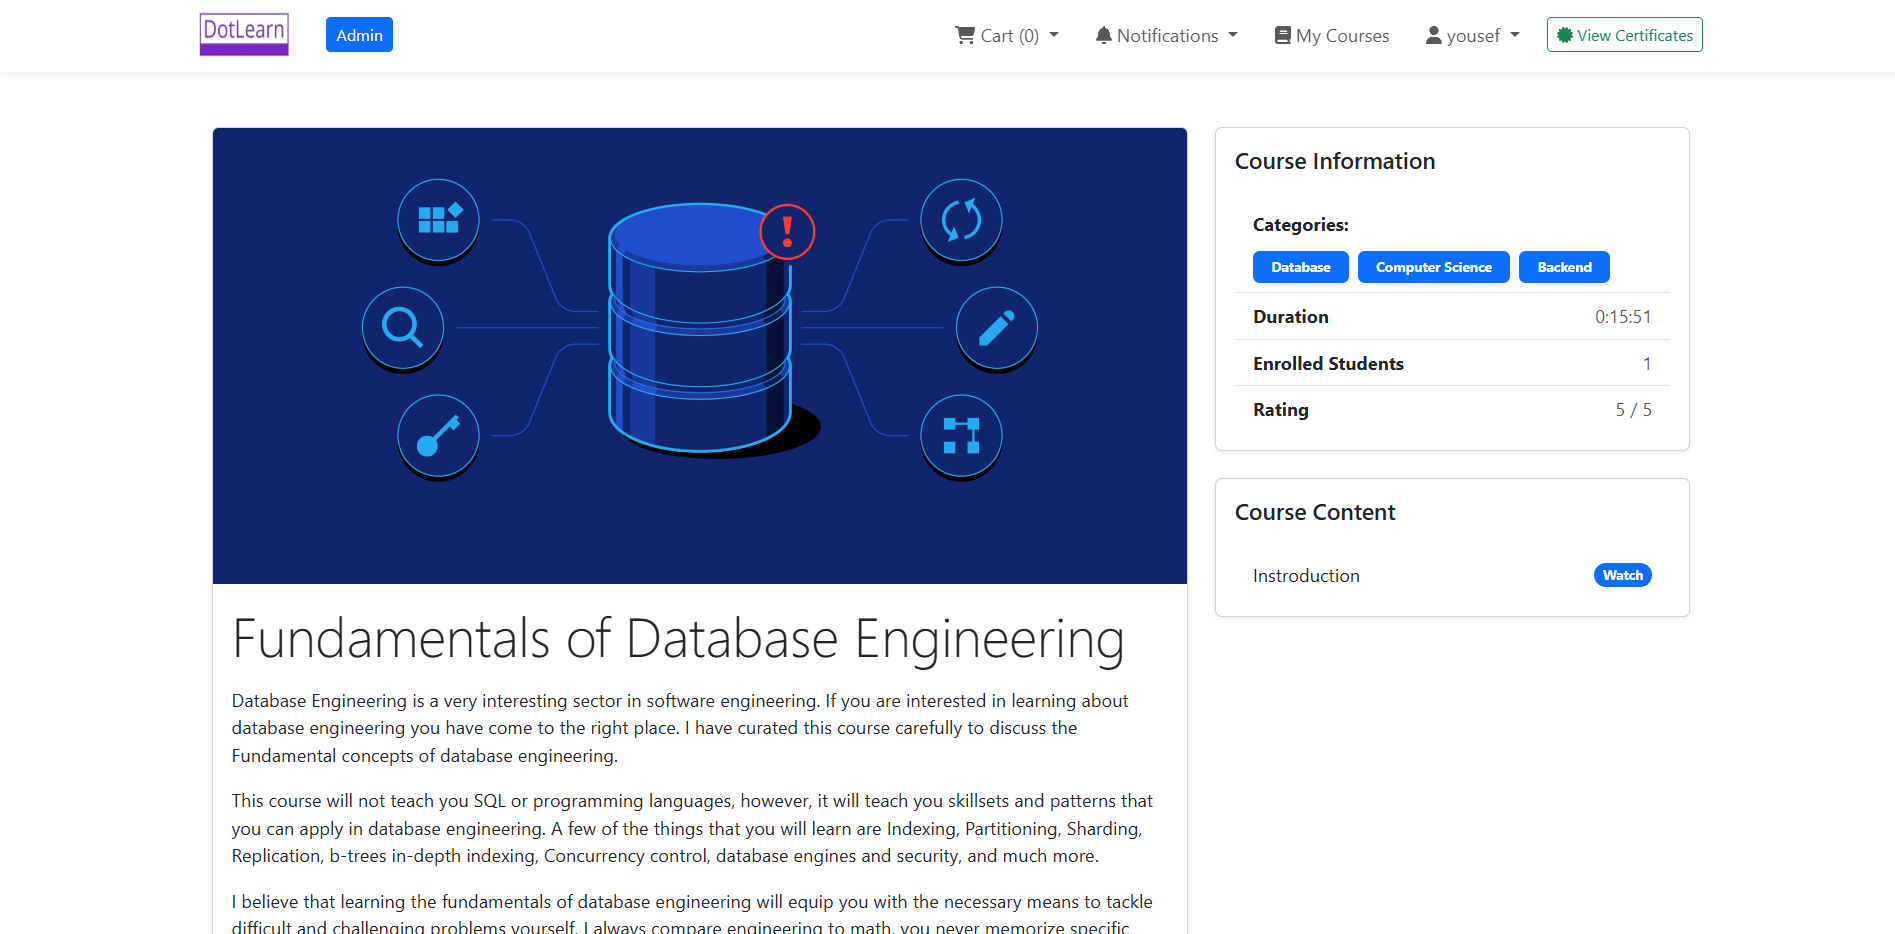 DotLearn
Admin
Cart (0)
Notifications
My Courses
yousef
View Certificates
Fundamentals of Database Engineering
Database Engineering is a very interesting sector in software engineering. If you are interested in learning about
database engineering you have come to the right place. I have curated this course carefully to discuss the
Fundamental concepts of database engineering.
This course will not teach you SQL or programming languages, however, it will teach you skillsets and patterns that
you can apply in database engineering. A few of the things that you will learn are Indexing, Partitioning, Sharding,
Replication, b-trees in-depth indexing, Concurrency control, database engines and security, and much more.
I believe that learning the fundamentals of database engineering will equip you with the necessary means to tackle
difficult and challenging problems yourself. I always compare engineering to math, you never memorize specific
Course Information
Categories:
Database
Computer Science
Backend
Duration 0:15:51
Enrolled Students 1
Rating 5 / 5
Course Content
Instroduction Watch